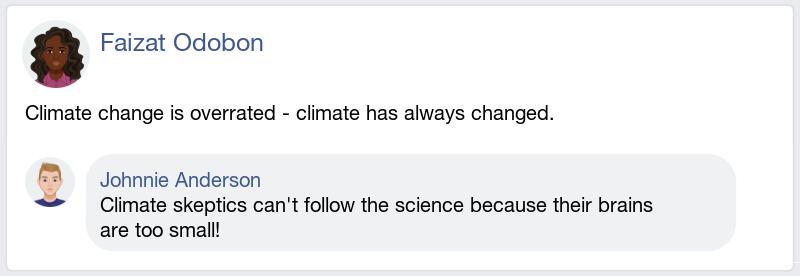 Faizat Odobon
Climate change is overrated - climate has always changed.
Johnnie Anderson
Climate skeptics can't follow the science because their brains
are too small!